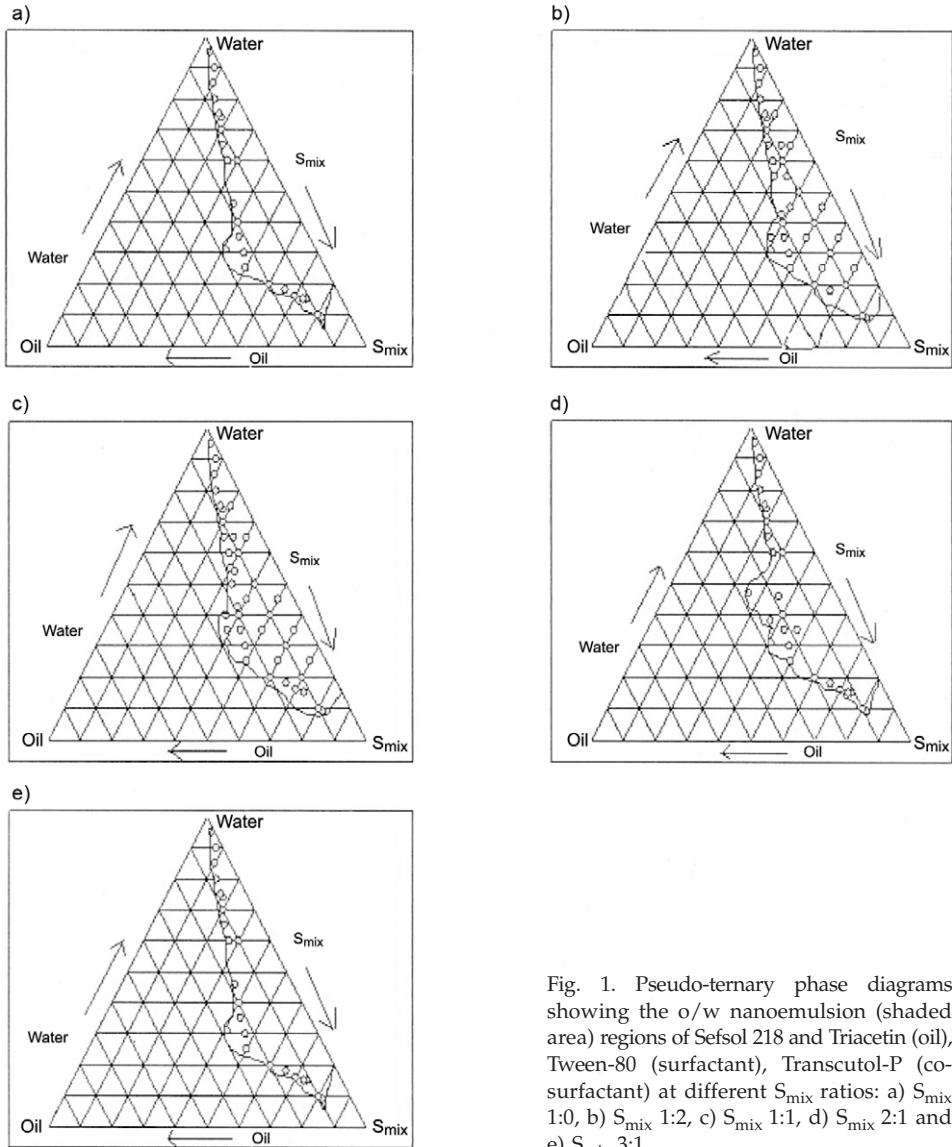 a)
Water
Smix
Water
Oil
Oil
Smix
b)
Water
Smix
Water
Oil
Oil
Smix
c)
Water
Smix
Water
Oil
Oil
Smix
d)
Water
Smix
Water
Oil
Oil
Smix
e)
Water
Smix
Water
Oil
Oil
Smix
Fig. 1. Pseudo-ternary phase diagrams
showing the o/w nanoemulsion (shaded
area) regions of Sefsol 218 and Triacetin (oil),
Tween-80 (surfactant), Transcutol-P (co-
surfactant) at different Smix ratios: a) Smix
1:0, b) Smix 1:2, c) Smix 1:1, d) Smix 2:1 and
e) S 3:1